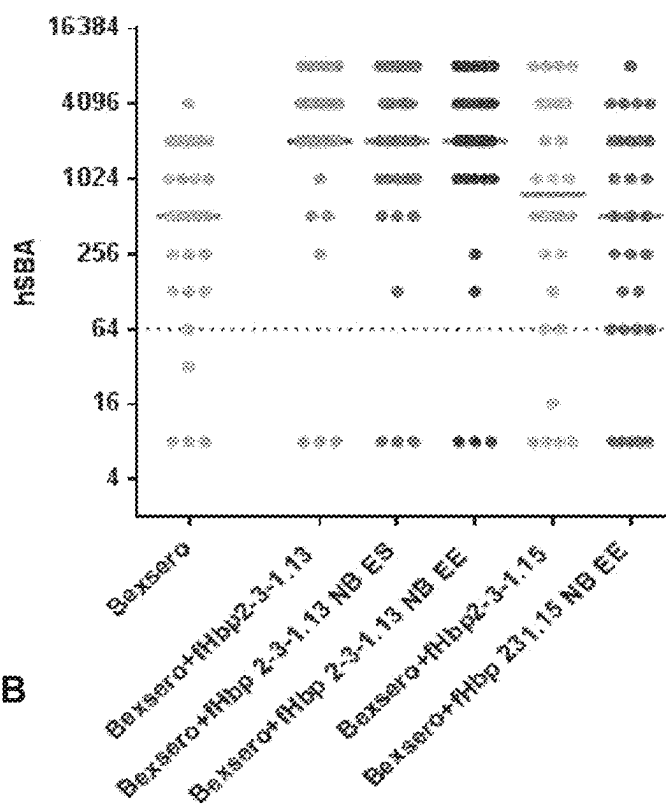 16384
4096
1024
256
64
16
4
hSBA
Bexsero
Bexsero+fHbp2-3-1.13
Bexsero+fHbp 2-3-1.13 NB ES
Bexsero+fHbp 2-3-1.13 NB EE
Bexsero+fHbp2-3-1.15
Bexsero+fHbp 231.15 NB EE
B